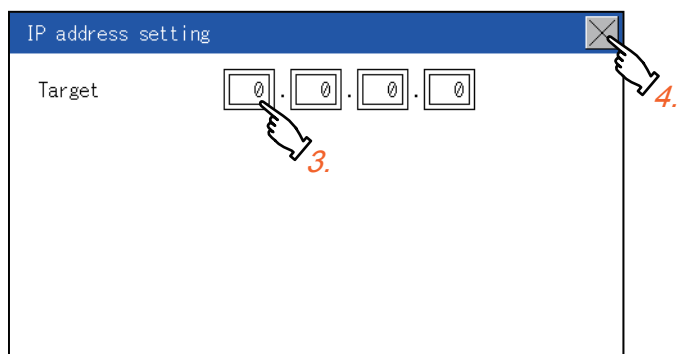 IP address setting
Target 0 . 0 . 0 . 0
3.
4.